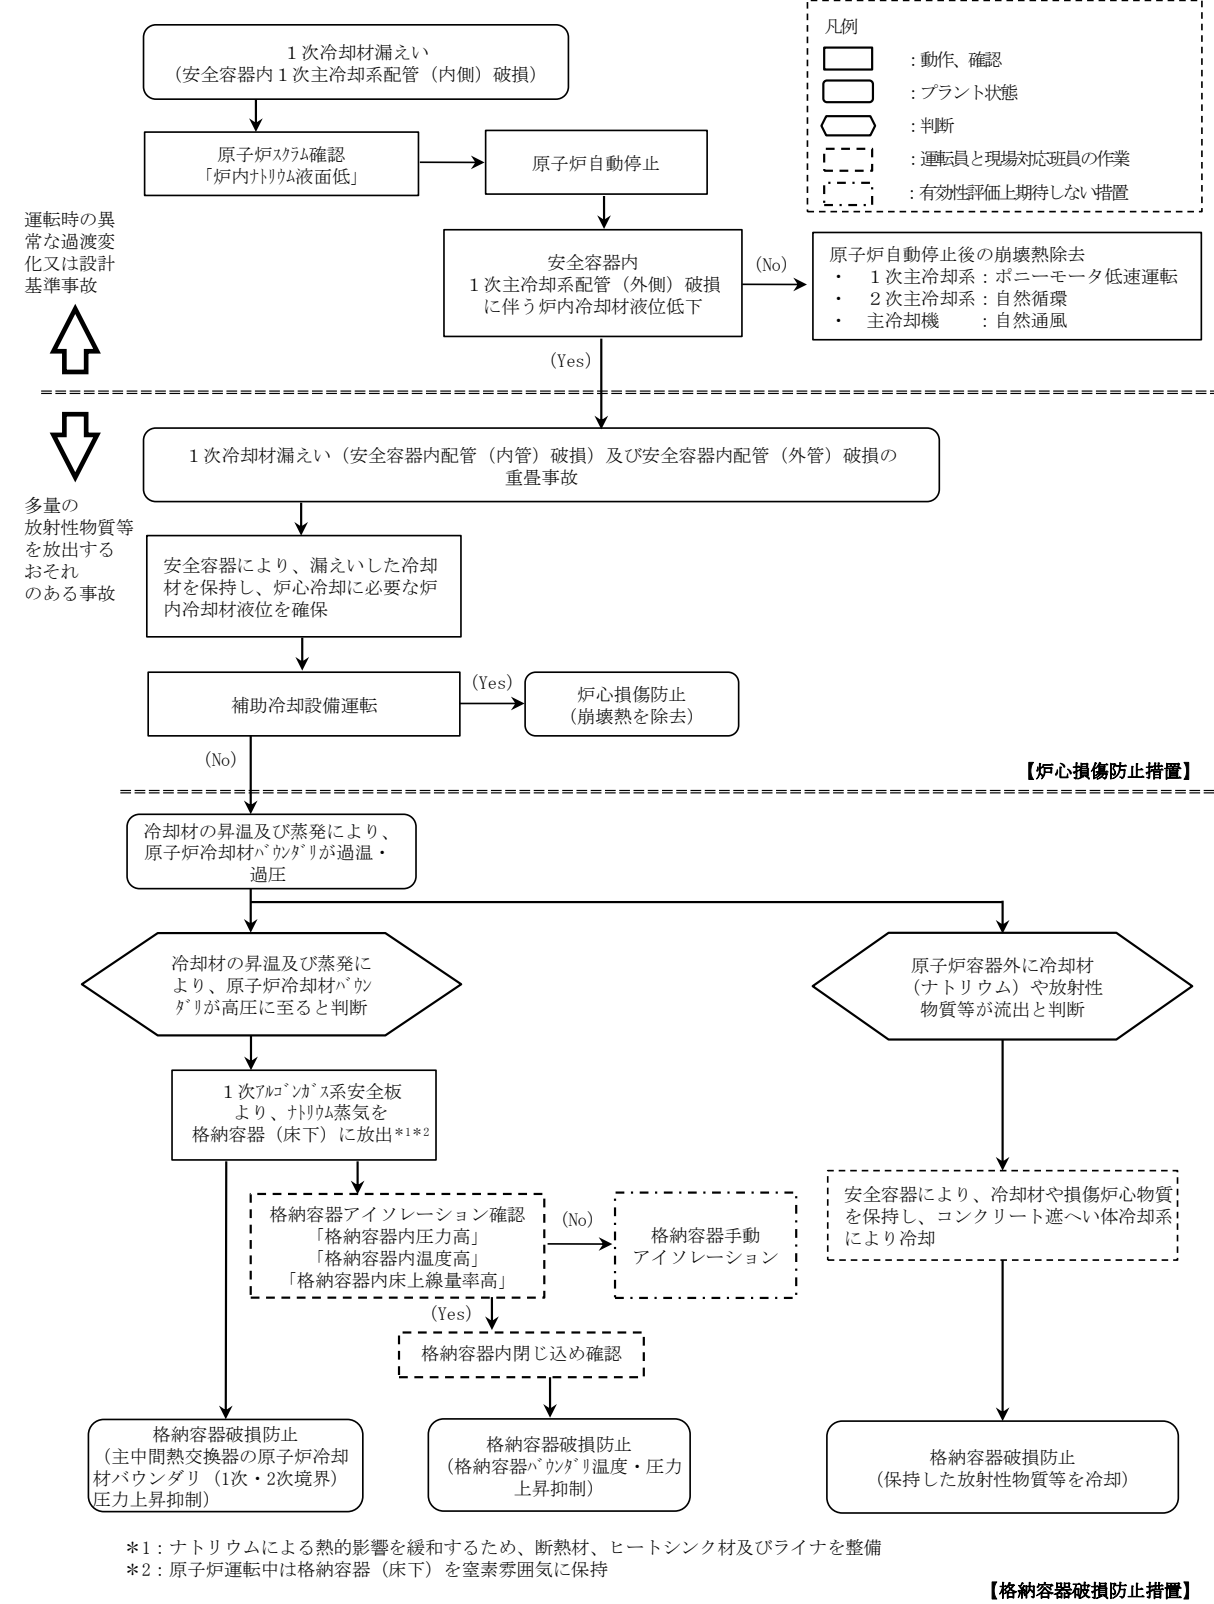 凡例
：動作、確認
：プラント状態
：判断
：運転員と現場対応班員の作業
：有効性評価上期待しない措置
１次冷却材漏えい
（安全容器内１次主冷却系配管（内側）破損）
原子炉ｽｸﾗﾑ確認
「炉内ﾅﾄﾘｳﾑ液面低」
原子炉自動停止
運転時の異
常な過渡変
化又は設計
基準事故
安全容器内
１次主冷却系配管（外側）破損
に伴う炉内冷却材液位低下
(No)
原子炉自動停止後の崩壊熱除去
・　１次主冷却系：ポニーモータ低速運転
・　２次主冷却系：自然循環
・　主冷却機　　：自然通風
(Yes)
多量の
放射性物質等
を放出する
おそれ
のある事故
１次冷却材漏えい（安全容器内配管（内管）破損）及び安全容器内配管（外管）破損の
重畳事故
安全容器により、漏えいした冷却
材を保持し、炉心冷却に必要な炉
内冷却材液位を確保
補助冷却設備運転
(Yes)
炉心損傷防止
（崩壊熱を除去）
(No)
【炉心損傷防止措置】
冷却材の昇温及び蒸発により、
原子炉冷却材ﾊﾞｳﾝﾀﾞﾘが過温・
過圧
冷却材の昇温及び蒸発に
より、原子炉冷却材ﾊﾞｳﾝ
ﾀﾞﾘが高圧に至ると判断
原子炉容器外に冷却材
（ナトリウム）や放射性
物質等が流出と判断
１次ｱﾙｺﾞﾝｶﾞｽ系安全板
より、ﾅﾄﾘｳﾑ蒸気を
格納容器（床下）に放出*1*2
格納容器アイソレーション確認
「格納容器内圧力高」
「格納容器内温度高」
「格納容器内床上線量率高」
(No)
格納容器手動
アイソレーション
安全容器により、冷却材や損傷炉心物質
を保持し、コンクリート遮へい体冷却系
により冷却
(Yes)
格納容器内閉じ込め確認
格納容器破損防止
（主中間熱交換器の原子炉冷却
材バウンダリ（1次・2次境界）
圧力上昇抑制）
格納容器破損防止
（格納容器ﾊﾞｳﾝﾀﾞﾘ温度・圧力
上昇抑制）
格納容器破損防止
（保持した放射性物質等を冷却）
＊1：ナトリウムによる熱的影響を緩和するため、断熱材、ヒートシンク材及びライナを整備
＊2：原子炉運転中は格納容器（床下）を窒素雰囲気に保持
【格納容器破損防止措置】